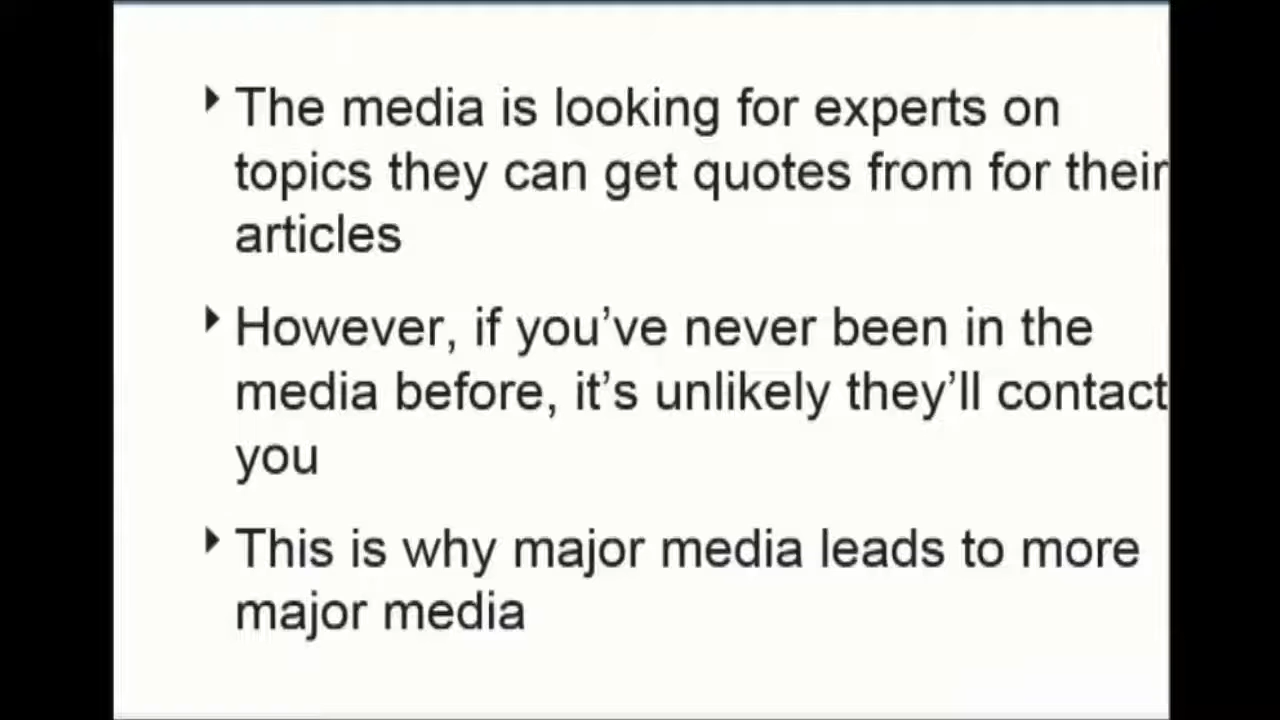 The media is looking for experts on
topics they can get quotes from for their
articles
However, if you’ve never been in the
media before, it’s unlikely they’ll contact
you
This is why major media leads to more
major media